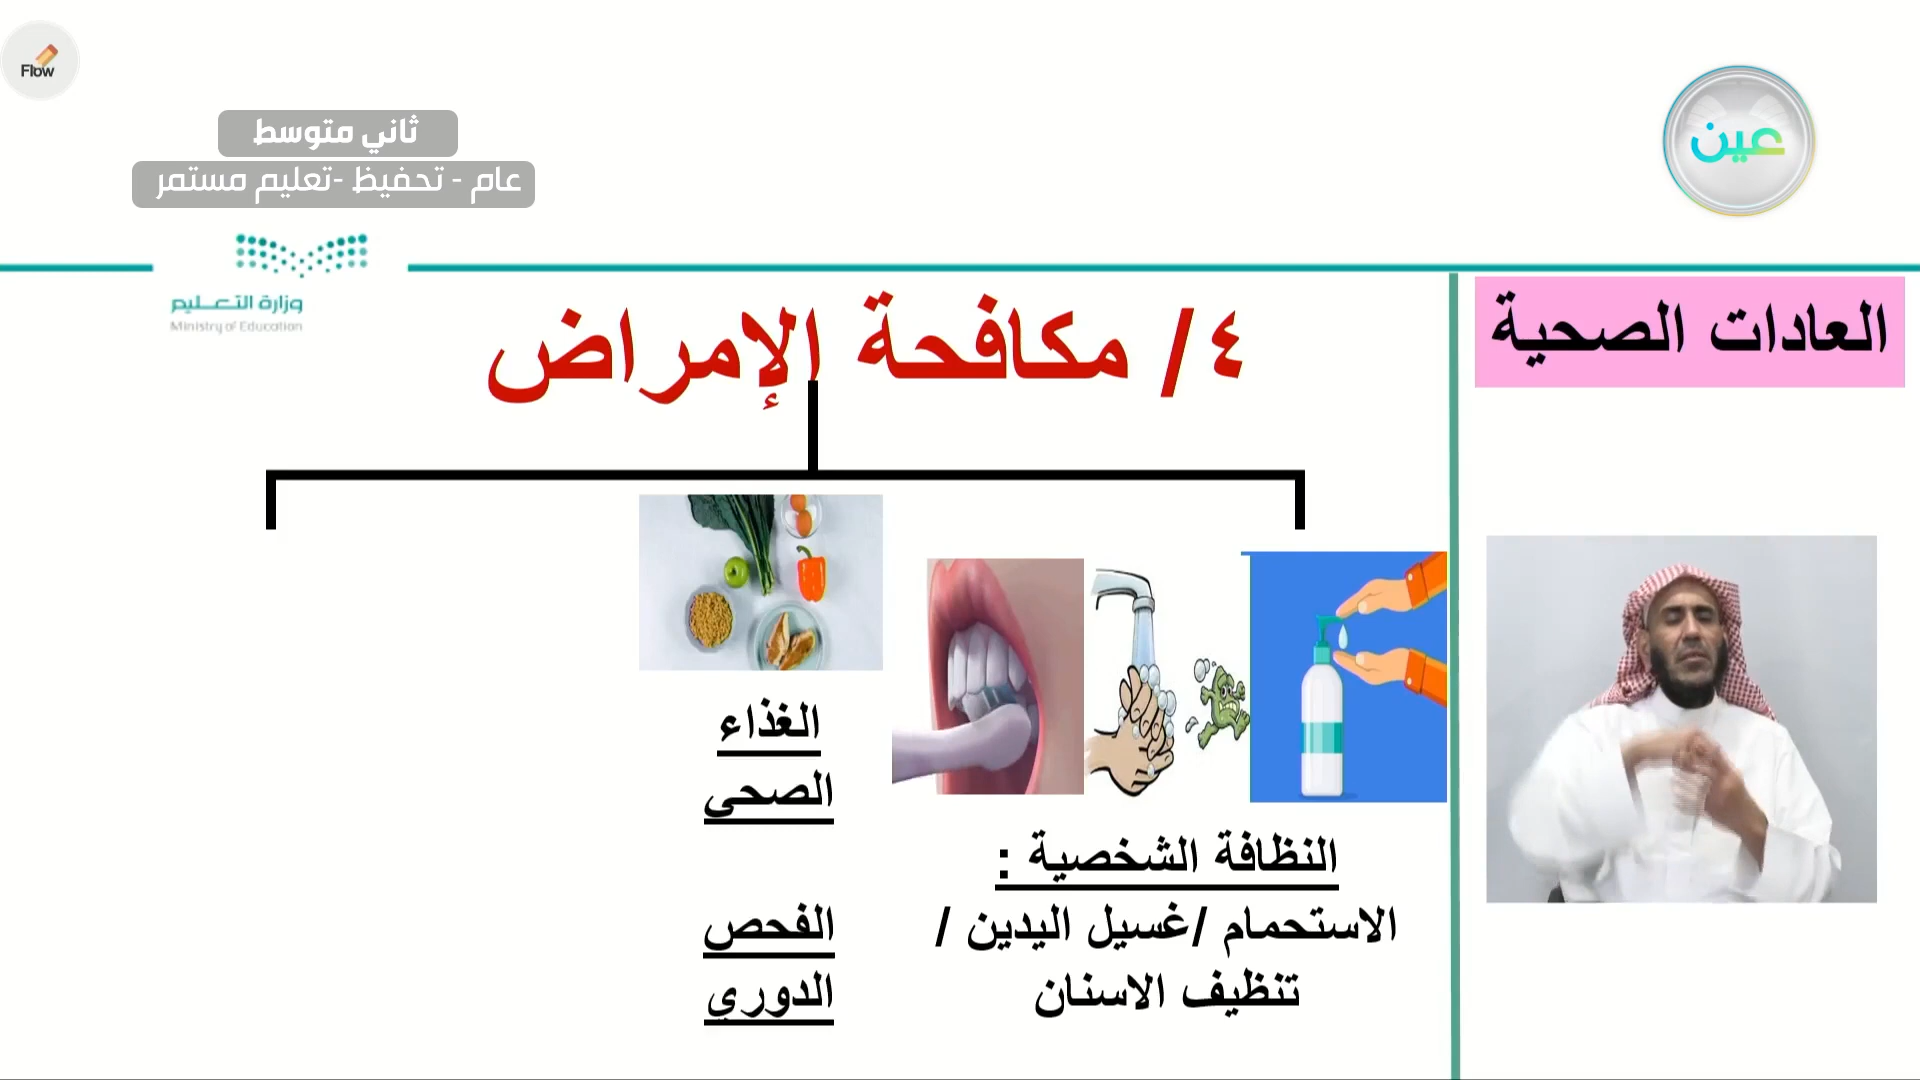 Flow
ثاني متوسط
عام - تحفيظ -تعليم مستمر
عين
وزارة التعـــليم
Ministry of Education
العادات الصحية
٤/ مكافحة الإمراض
النظافة الشخصية :
الاستحمام /غسيل اليدين /
تنظيف الاسنان
الغذاء
الصحي
الفحص
الدوري